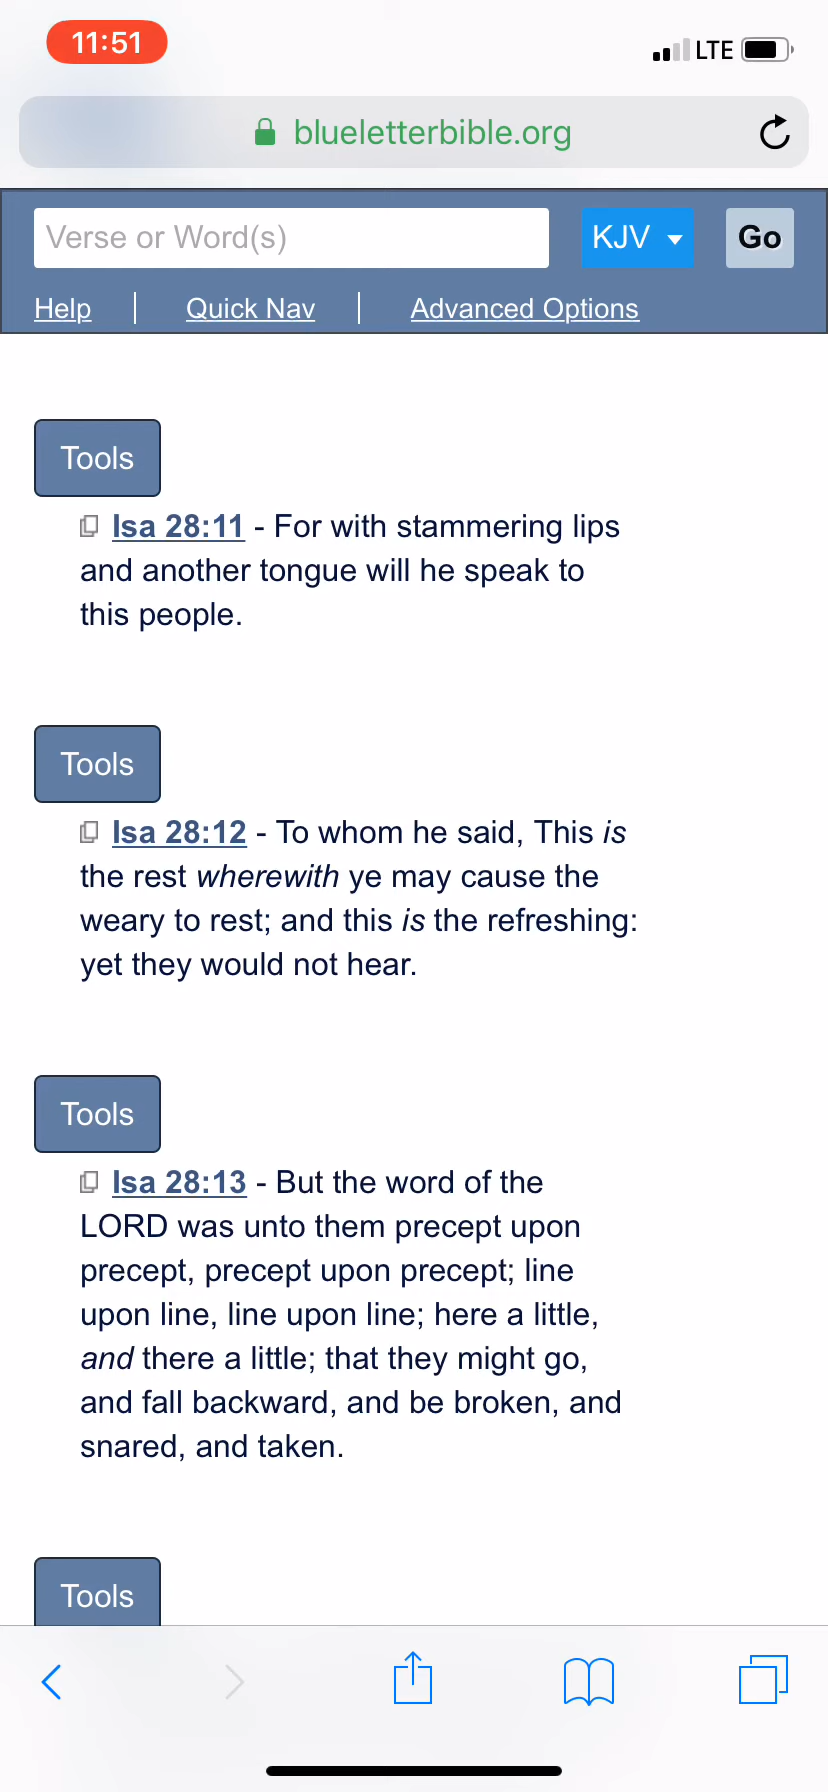 11:51
LTE
blueletterbible.org
Verse or Word(s)
KJV
Go
Help
Quick Nav
Advanced Options
Tools
Isa 28:11 - For with stammering lips
and another tongue will he speak to
this people.
Tools
Isa 28:12 - To whom he said, This is
the rest wherewith ye may cause the
weary to rest; and this is the refreshing:
yet they would not hear.
Tools
Isa 28:13 - But the word of the
LORD was unto them precept upon
precept, precept upon precept; line
upon line, line upon line; here a little,
and there a little; that they might go,
and fall backward, and be broken, and
snared, and taken.
Tools